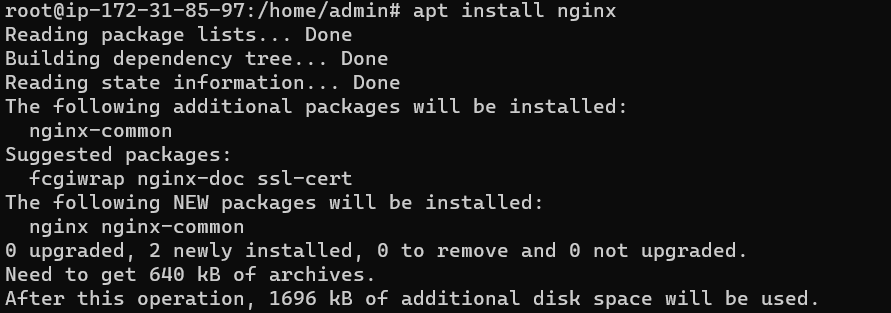 root@ip-172-31-85-97:/home/admin# apt install nginx
Reading package lists... Done
Building dependency tree... Done
Reading state information... Done
The following additional packages will be installed:
  nginx-common
Suggested packages:
  fcgiwrap nginx-doc ssl-cert
The following NEW packages will be installed:
  nginx nginx-common
0 upgraded, 2 newly installed, 0 to remove and 0 not upgraded.
Need to get 640 kB of archives.
After this operation, 1696 kB of additional disk space will be used.